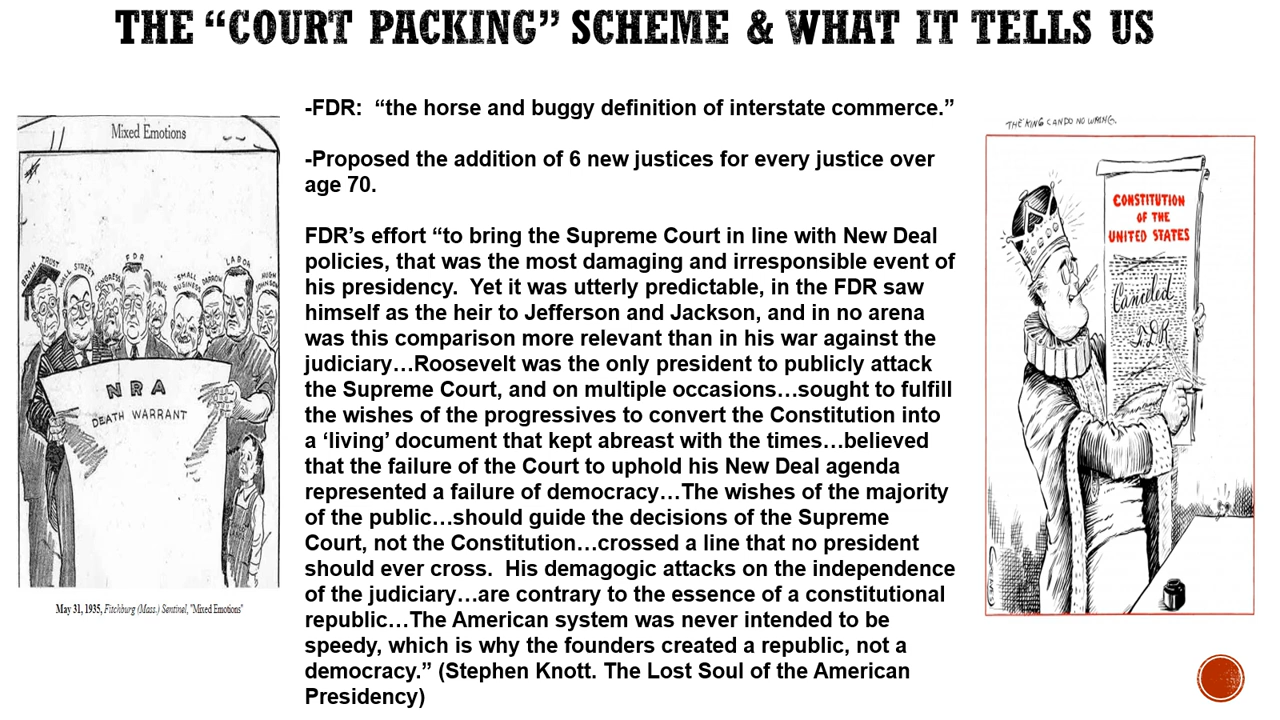 THE “COURT PACKING” SCHEME & WHAT IT TELLS US
Mixed Emotions
BRAIN TRUST
STREET
FDR
SMALL BUSINESS
DARROW
LABOR
HUGH JOHNSON
NRA
DEATH WARRANT
May 31, 1935, Fitchburg (Mass.) Sentinel, "Mixed Emotions"
-FDR:  “the horse and buggy definition of interstate commerce.”
-Proposed the addition of 6 new justices for every justice over
age 70.
FDR’s effort “to bring the Supreme Court in line with New Deal
policies, that was the most damaging and irresponsible event of
his presidency.  Yet it was utterly predictable, in the FDR saw
himself as the heir to Jefferson and Jackson, and in no arena
was this comparison more relevant than in his war against the
judiciary…Roosevelt was the only president to publicly attack
the Supreme Court, and on multiple occasions…sought to fulfill
the wishes of the progressives to convert the Constitution into
a ‘living’ document that kept abreast with the times…believed
that the failure of the Court to uphold his New Deal agenda
represented a failure of democracy…The wishes of the majority
of the public…should guide the decisions of the Supreme
Court, not the Constitution…crossed a line that no president
should ever cross.  His demagogic attacks on the independence
of the judiciary…are contrary to the essence of a constitutional
republic…The American system was never intended to be
speedy, which is why the founders created a republic, not a
democracy.” (Stephen Knott. The Lost Soul of the American
Presidency)
THE KING CAN DO NO WRONG.
CONSTITUTION
OF THE
UNITED STATES
Canceled
FDR